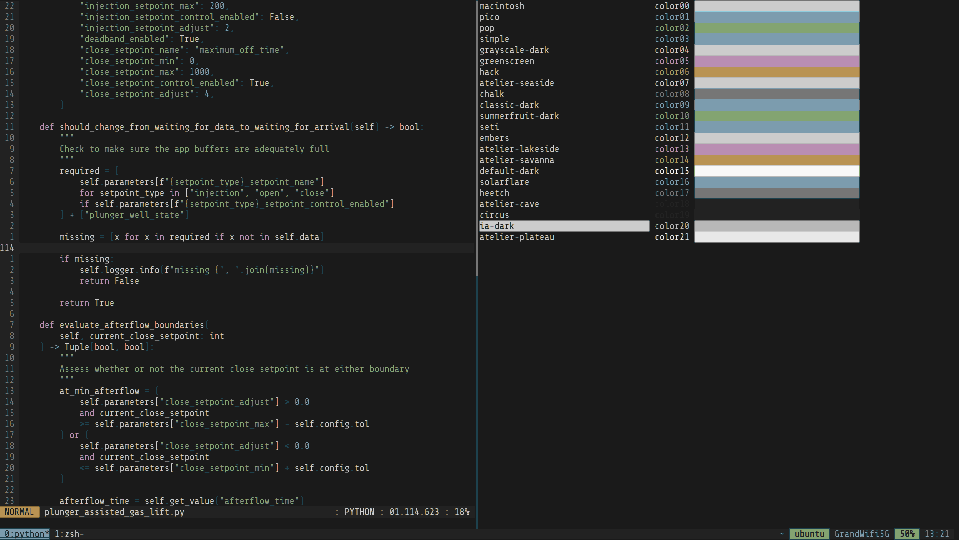 22 "injection_setpoint_max": 200,
21 "injection_setpoint_control_enabled": False,
20 "injection_setpoint_adjust": 2,
19 "deadband_enabled": True,
18 "close_setpoint_name": "maximum_off_time",
17 "close_setpoint_min": 0,
16 "close_setpoint_max": 1000,
15 "close_setpoint_control_enabled": True,
14 "close_setpoint_adjust": 4,
13 }
12
11 def should_change_from_waiting_for_data_to_waiting_for_arrival(self) -> bool:
10 """
9 Check to make sure the app buffers are adequately full
8 """
7 required = [
6 self.parameters[f"{setpoint_type}_setpoint_name"]
5 for setpoint_type in ["injection", "open", "close"]
4 if self.parameters[f"{setpoint_type}_setpoint_control_enabled"]
3 ] + ["plunger_well_state"]
2
1 missing = [x for x in required if x not in self.data]
114
1 if missing:
2 self.logger.info(f"missing {', '.join(missing)}")
3 return False
4
5 return True
6
7 def evaluate_afterflow_boundaries(
8 self, current_close_setpoint: int
9 ) -> Tuple[bool, bool]:
10 """
11 Assess whether or not the current close setpoint is at either boundary
12 """
13 at_min_afterflow = (
14 self.parameters["close_setpoint_adjust"] > 0.0
15 and current_close_setpoint
16 >= self.parameters["close_setpoint_max"] - self.config.tol
17 ) or (
18 self.parameters["close_setpoint_adjust"] < 0.0
19 and current_close_setpoint
20 <= self.parameters["close_setpoint_min"] + self.config.tol
21 )
22
23 afterflow_time = self.get_value("afterflow_time")
NORMAL plunger_assisted_gas_lift.py : PYTHON : 01.114.623 : 18%
macintosh color00
pico color01
pop color02
simple color03
grayscale-dark color04
greenscreen color05
hack color06
atelier-seaside color07
chalk color08
classic-dark color09
summerfruit-dark color10
seti color11
embers color12
atelier-lakeside color13
atelier-savanna color14
default-dark color15
solarflare color16
heetch color17
atelier-cave
circus
ia-dark color20
atelier-plateau color21
0:python* 1:zsh- - ubuntu GrandWifi5G 50% 13:21